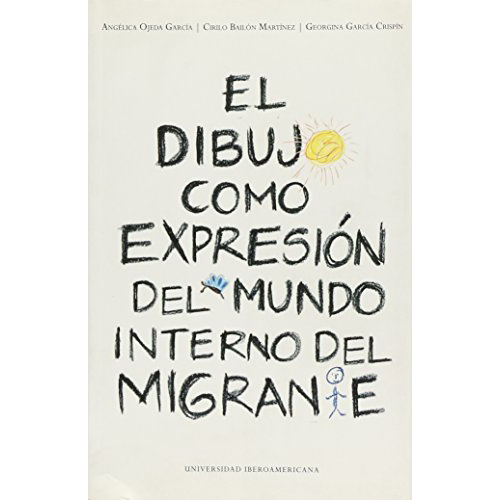 ANGÉLICA OJEDA GARCÍA | CIRILO BAILÓN MARTÍNEZ | GEORGINA GARCÍA CRISPÍN
EL
DIBUJO
COMO
EXPRESIÓN
DEL MUNDO
INTERNO DEL
MIGRANTE
UNIVERSIDAD IBEROAMERICANA